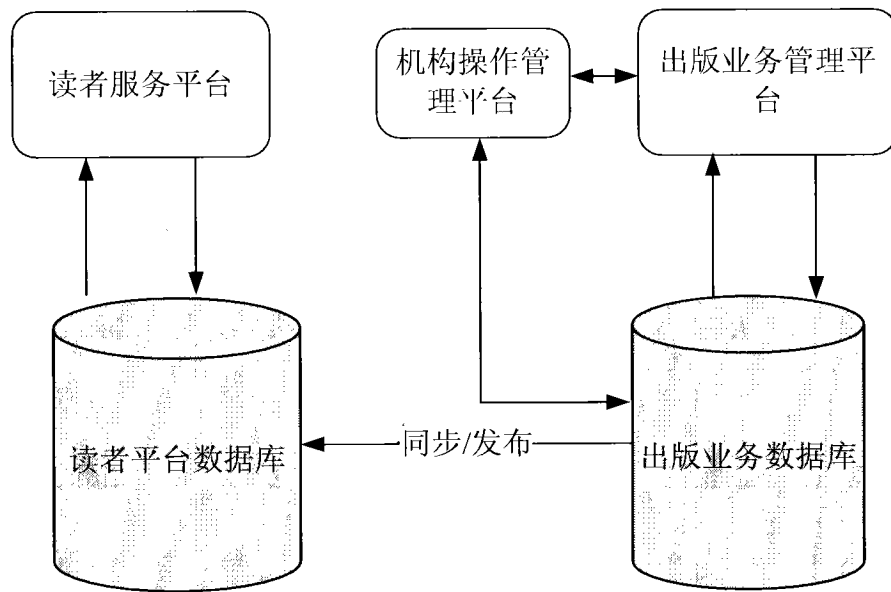 读者服务平台
机构操作管
理平台
出版业务管理平
台
同步/发布
读者平台数据库
出版业务数据库